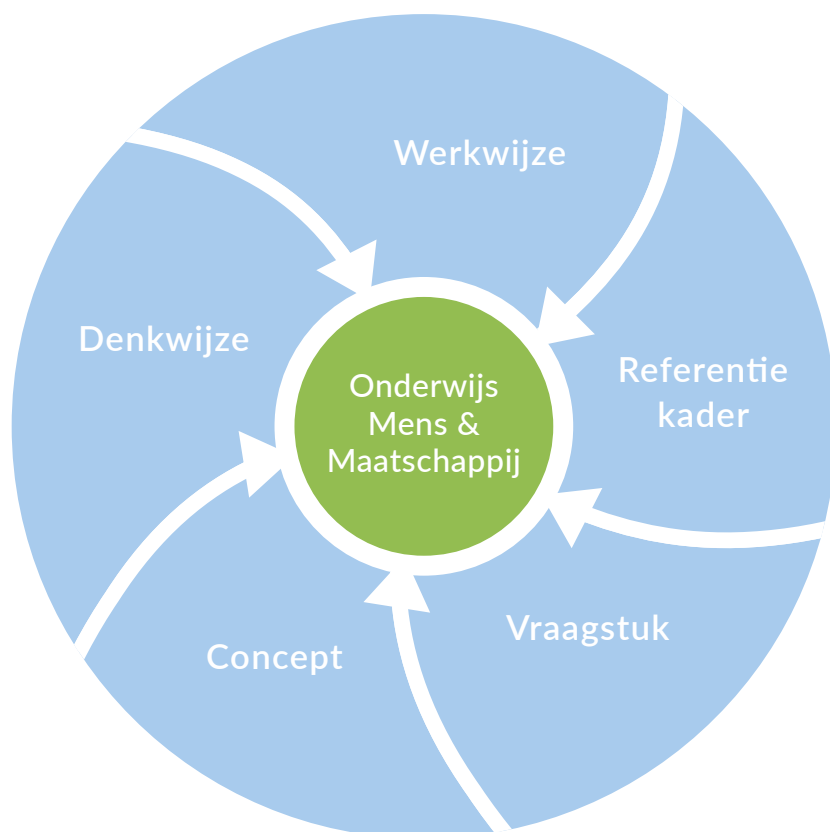 Werkwijze
Denkwijze
Referentie
kader
Onderwijs
Mens &
Maatschappij
Vraagstuk
Concept